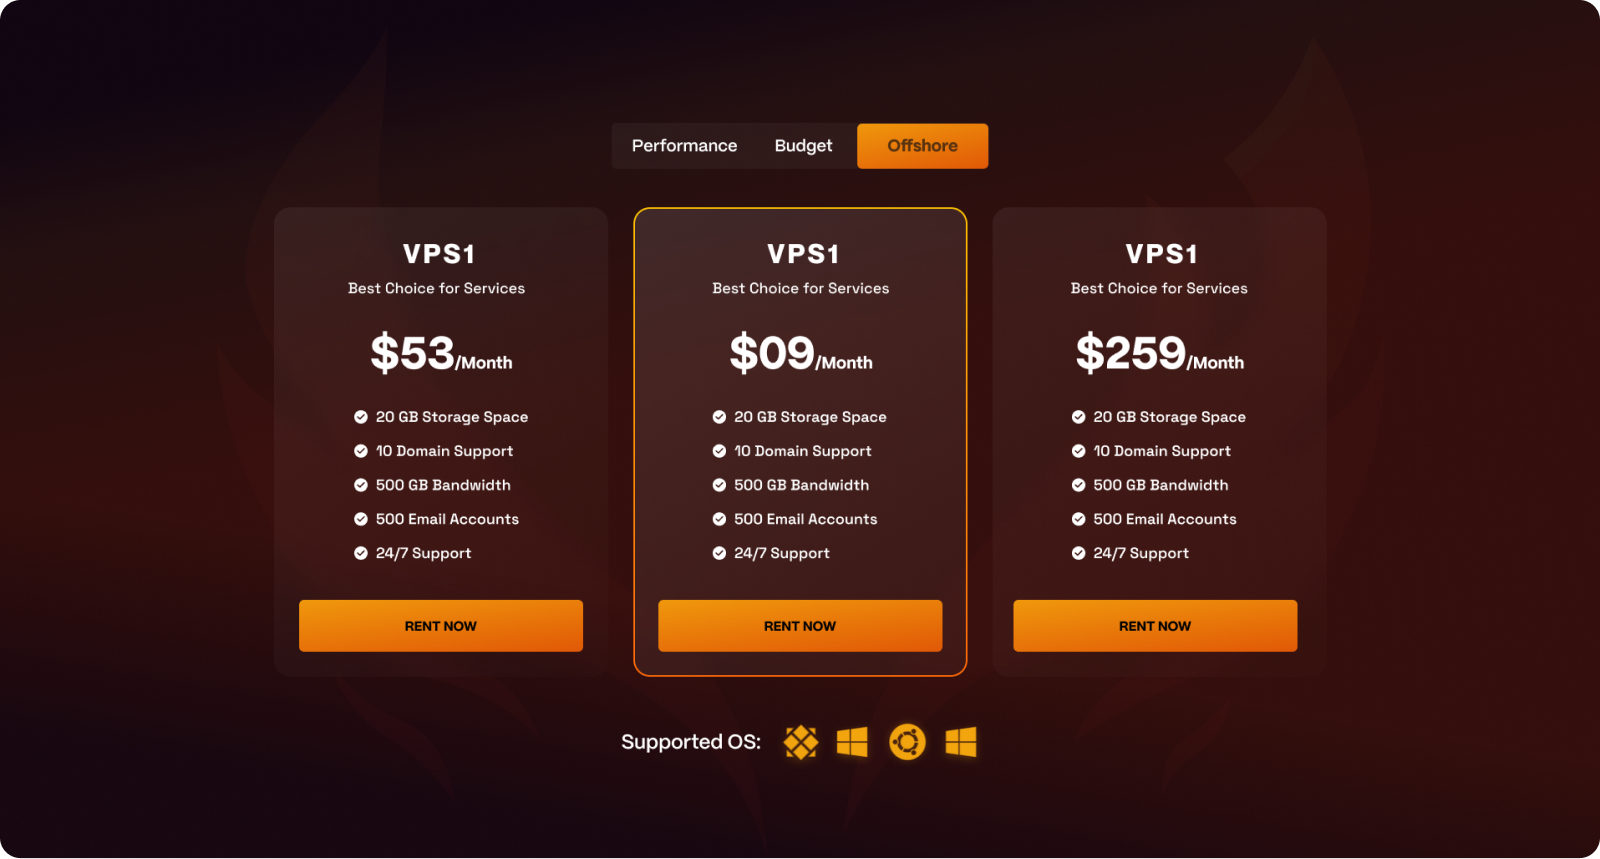 Performance Budget Offshore
VPS1
Best Choice for Services
$53/Month
20 GB Storage Space
10 Domain Support
500 GB Bandwidth
500 Email Accounts
24/7 Support
RENT NOW
VPS1
Best Choice for Services
$09/Month
20 GB Storage Space
10 Domain Support
500 GB Bandwidth
500 Email Accounts
24/7 Support
RENT NOW
VPS1
Best Choice for Services
$259/Month
20 GB Storage Space
10 Domain Support
500 GB Bandwidth
500 Email Accounts
24/7 Support
RENT NOW
Supported OS: